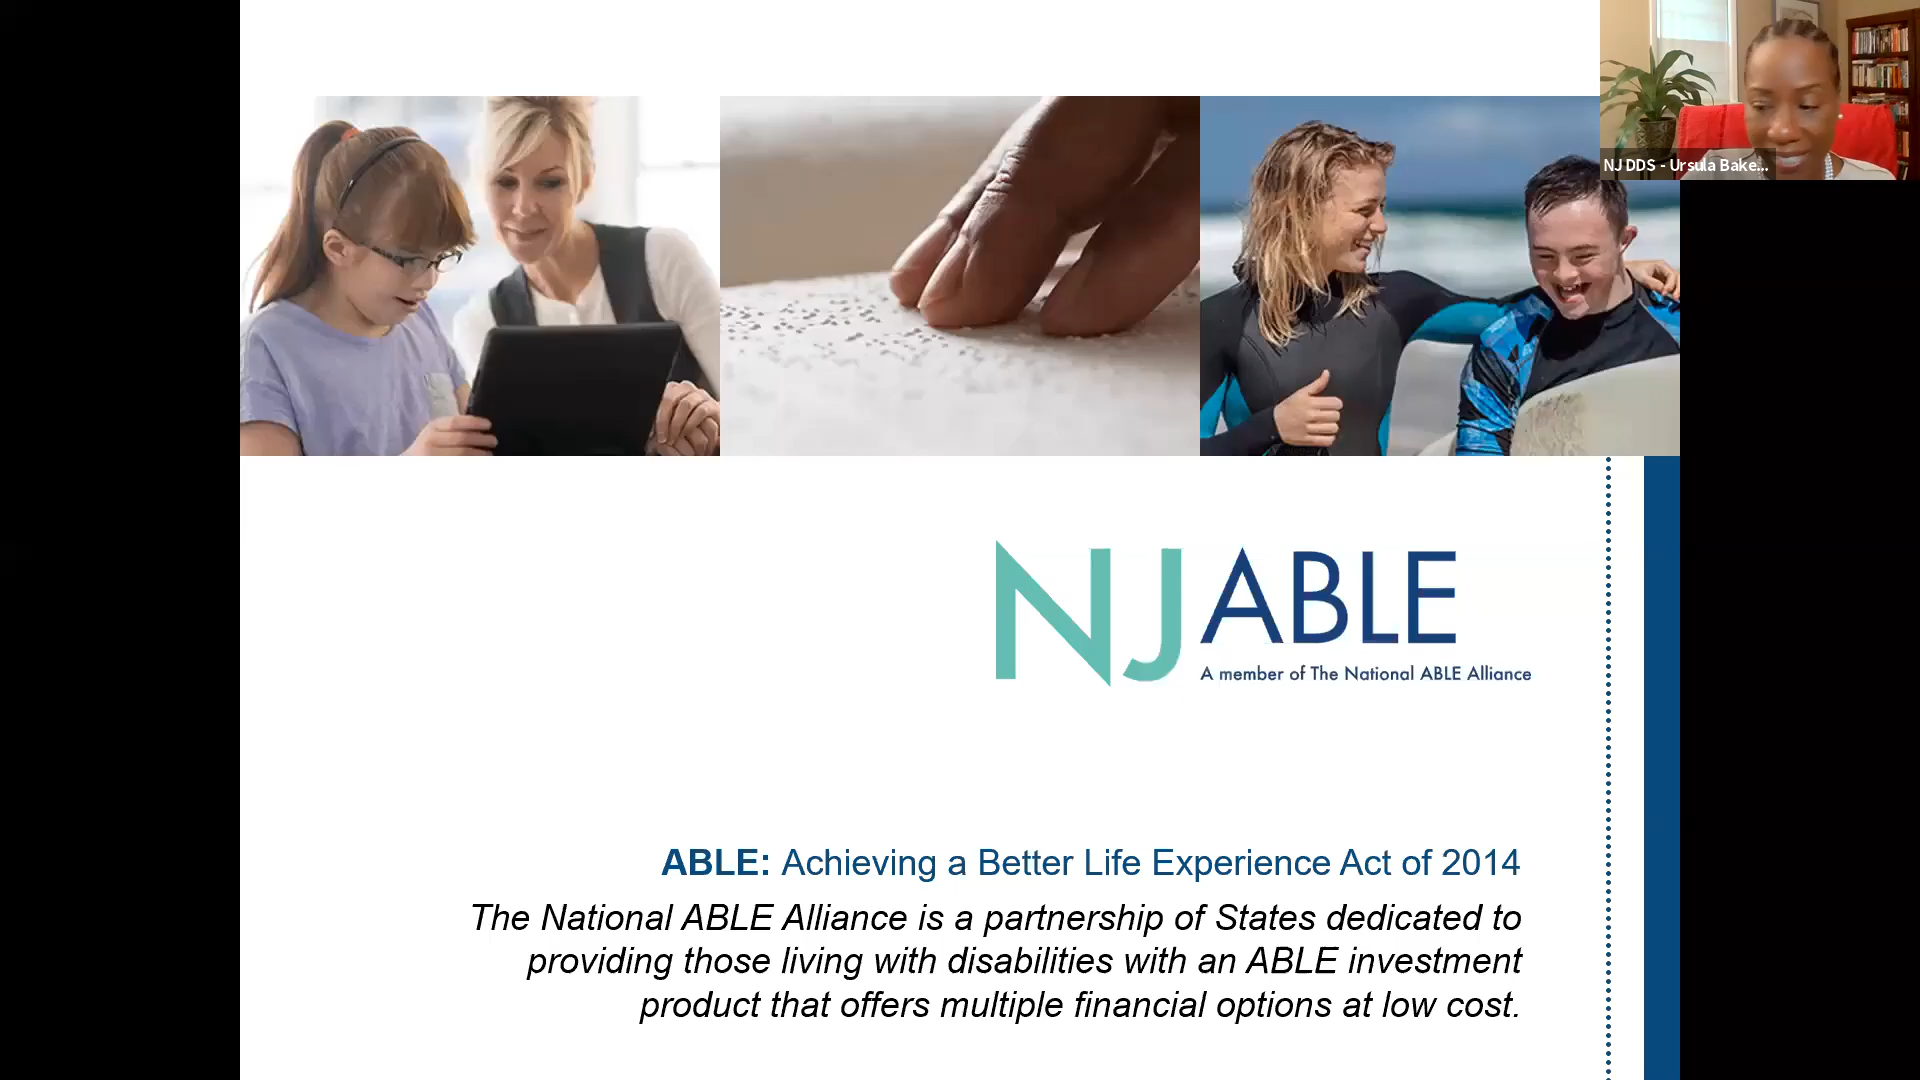 NJ DDS - Ursula Bake...
NJ ABLE
A member of The National ABLE Alliance
ABLE: Achieving a Better Life Experience Act of 2014
The National ABLE Alliance is a partnership of States dedicated to
providing those living with disabilities with an ABLE investment
product that offers multiple financial options at low cost.